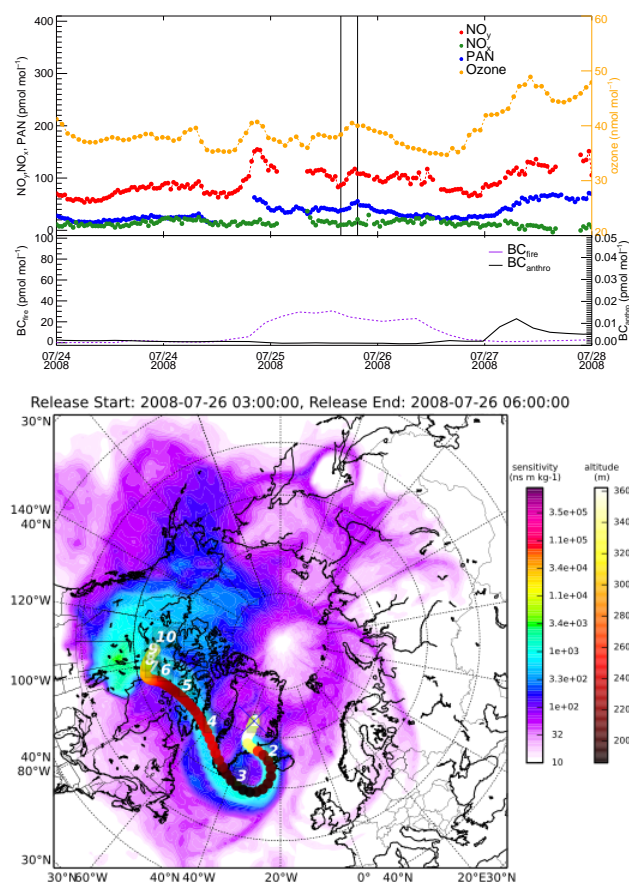 400
300
200
100
0
NOy,NOx, PAN (pmol mol⁻¹)
NOy
NOx
PAN
Ozone
60
50
40
30
20
ozone (nmol mol⁻¹)
100
80
60
40
20
0
BCfire (pmol mol⁻¹)
BCfire
BCanthro
0.05
0.04
0.03
0.02
0.01
0.00
BCanthro (pmol mol⁻¹)
07/24 07/24 07/25 07/26 07/27 07/28
2008 2008 2008 2008 2008 2008
Release Start: 2008-07-26 03:00:00, Release End: 2008-07-26 06:00:00
30°N
140°W
40°N
120°W
100°W
40°N
80°W
30°N
30°N60°W 40°W 20°W 0°W 20°E30°N
10
6
5
4
3
2
sensitivity
(ns m kg-1)
3.5e+05
1.1e+05
3.4e+04
1.1e+04
3.3e+03
1e+03
3.3e+02
1e+02
32
10
altitude
(m)
360
340
320
300
280
260
240
220
200